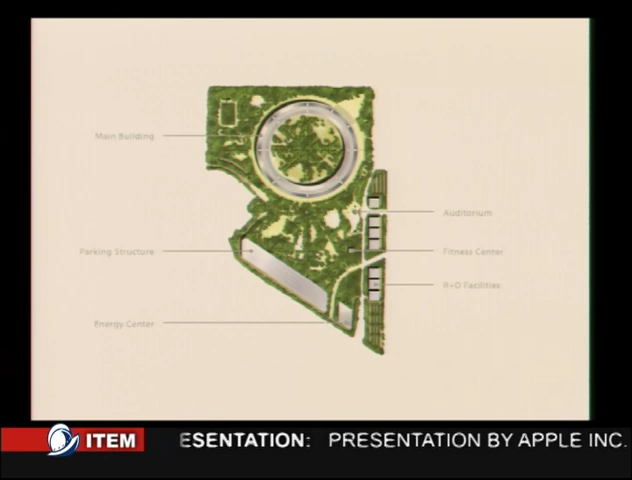 Main Building
Auditorium
Parking Structure
Fitness Center
R+D Facilities
Energy Center
ITEM ESENTATION: PRESENTATION BY APPLE INC.